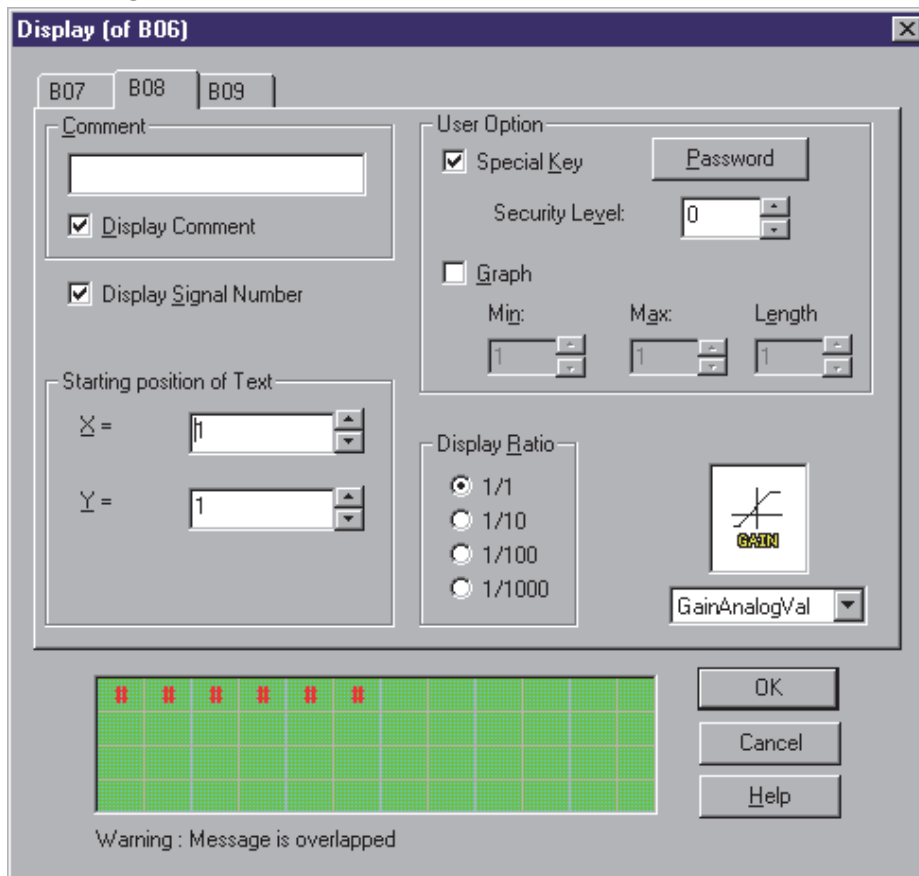 Display (of B06)
B07 B08 B09
Comment
Display Comment
Display Signal Number
Starting position of Text
X = 1
Y = 1
User Option
Special Key Password
Security Level: 0
Graph
Min: Max: Length
1 1 1
Display Ratio
1/1
1/10
1/100
1/1000
GAIN
GainAnalogVal
# # # # # #
OK
Cancel
Help
Warning : Message is overlapped